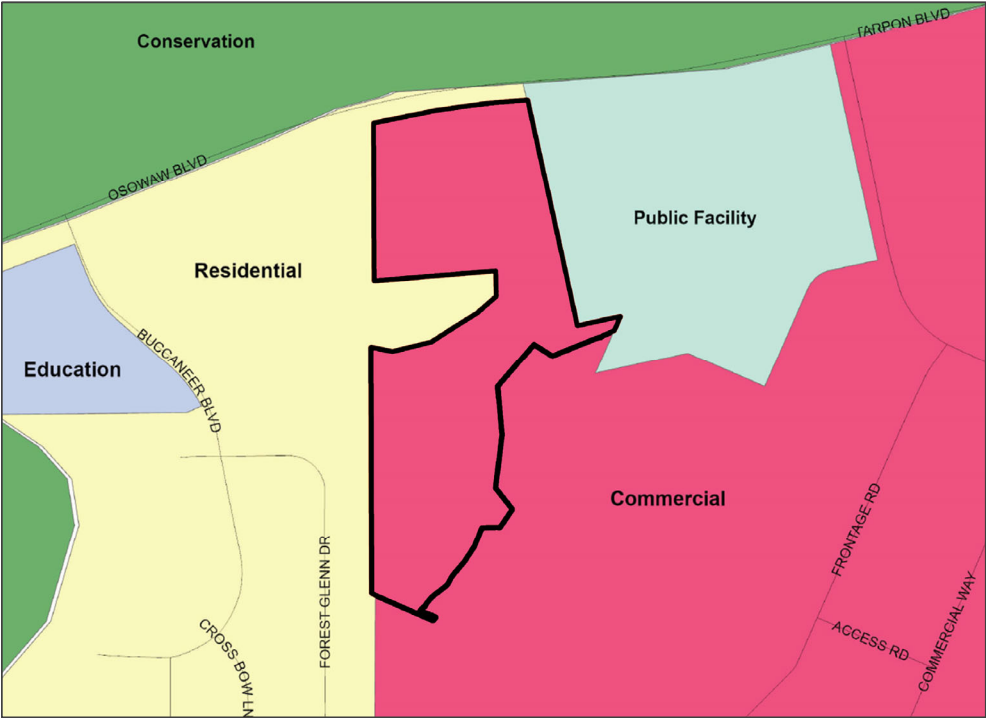 Conservation
TARPON BLVD
OSOWAW BLVD
Public Facility
Residential
BUCCANEER BLVD
Education
Commercial
FRONTAGE RD
FOREST GLENN DR
COMMERCIAL WAY
ACCESS RD
CROSS BOW LN